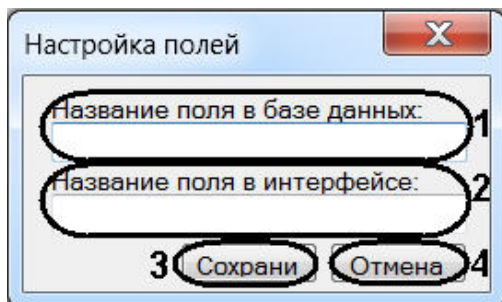 Настройка полей
Название поля в базе данных: 1
Название поля в интерфейсе: 2
3 Сохрани Отмена 4